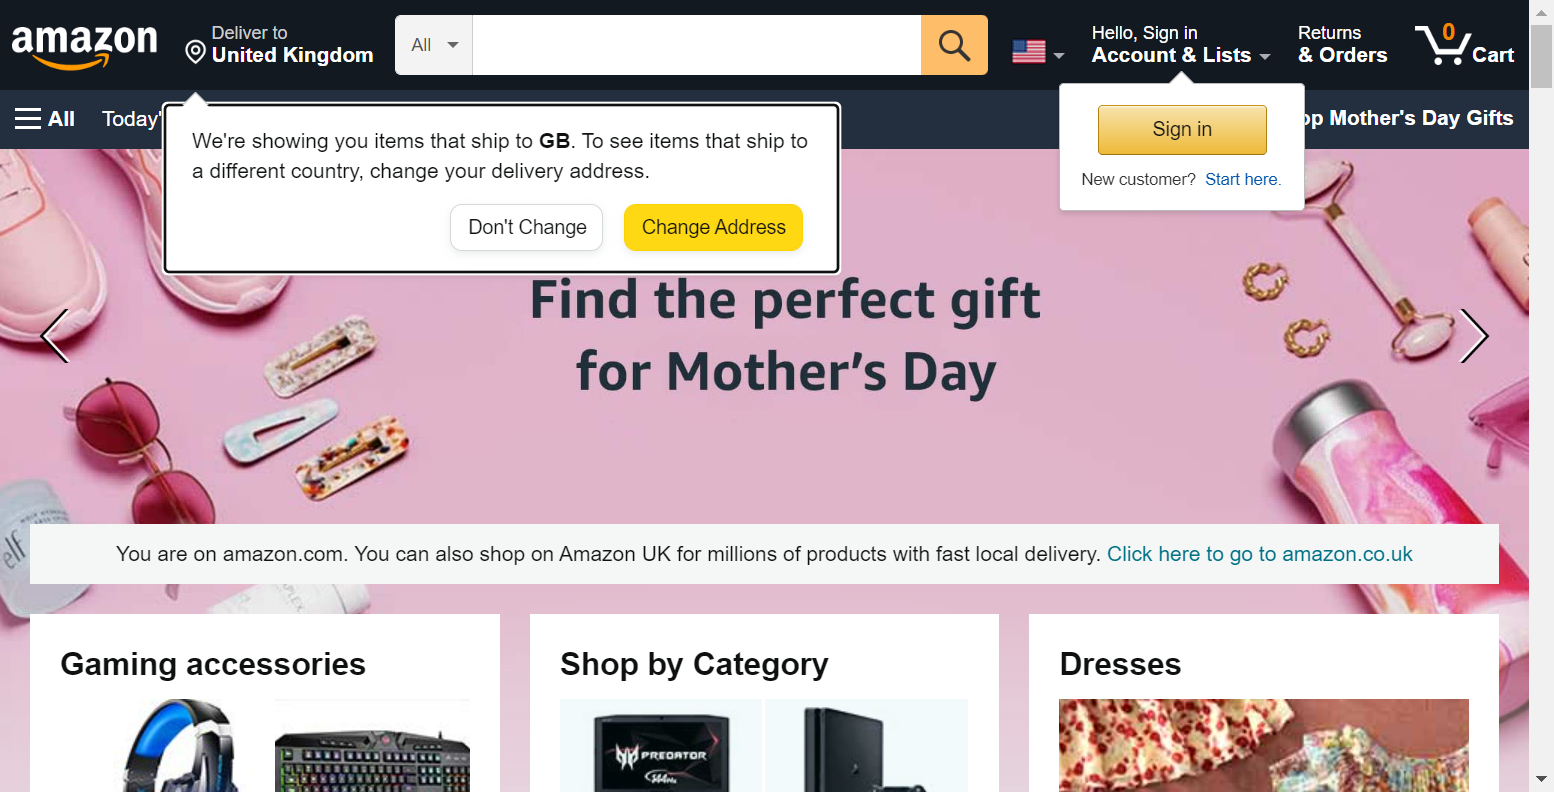 amazon
Deliver to
United Kingdom
All
Hello, Sign in
Account & Lists
Returns
& Orders
0
Cart
All
Today'
op Mother's Day Gifts
We're showing you items that ship to GB. To see items that ship to
a different country, change your delivery address.
Don't Change
Change Address
Sign in
New customer? Start here.
Find the perfect gift
for Mother's Day
elf
You are on amazon.com. You can also shop on Amazon UK for millions of products with fast local delivery. Click here to go to amazon.co.uk
Gaming accessories
Shop by Category
Dresses
PREDATOR
144Hz